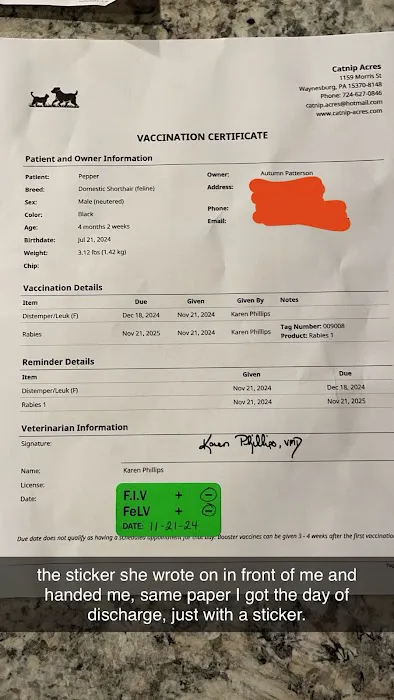 Catnip Acres
1159 Morris St
Waynesburg, PA 15370-8148
Phone: 724-627-0846
catnip.acres@hotmail.com
www.catnip-acres.com
VACCINATION CERTIFICATE
Patient and Owner Information
Patient: Pepper Owner: Autumn Patterson
Breed: Domestic Shorthair (feline) Address:
Sex: Male (neutered)
Color: Black Phone:
Age: 4 months 2 weeks Email:
Birthdate: Jul 21, 2024
Weight: 3.12 lbs (1.42 kg)
Chip:
Vaccination Details
Item Due Given Given By Notes
Distemper/Leuk (F) Dec 18, 2024 Nov 21, 2024 Karen Phillips
Rabies Nov 21, 2025 Nov 21, 2024 Karen Phillips Tag Number: 009008
Product: Rabies 1
Reminder Details
Item Given Due
Distemper/Leuk (F) Nov 21, 2024 Dec 18, 2024
Rabies 1 Nov 21, 2024 Nov 21, 2025
Veterinarian Information
Signature: Karen Phillips, VMD
Name: Karen Phillips
License:
Date:
F.I.V + -
FeLV + -
DATE: 11-21-24
Due date does not qualify as having a scheduled appointment for that day. Booster vaccines can be given 3 - 4 weeks after the first vaccination
the sticker she wrote on in front of me and
handed me, same paper I got the day of
discharge, just with a sticker.